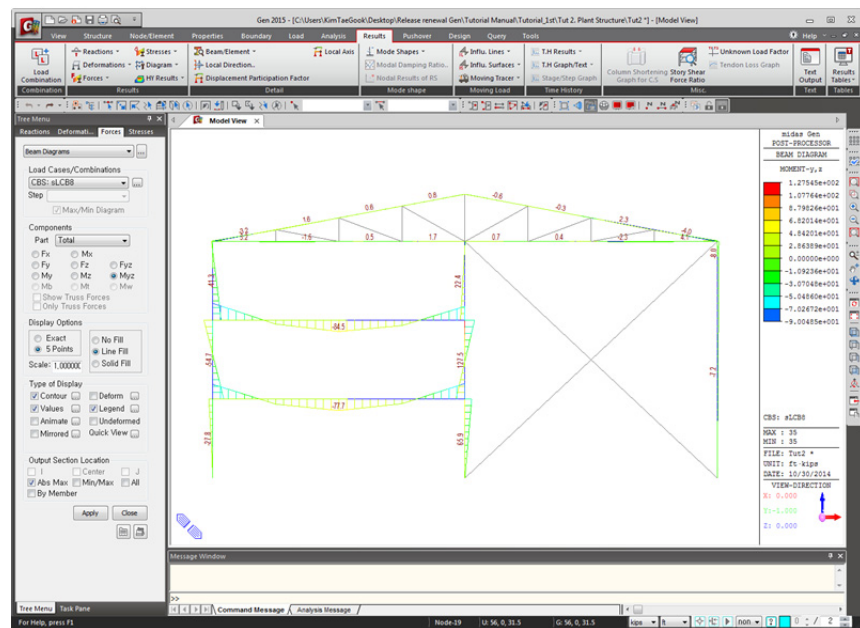 Gen 2015 - [C:\Users\KimTaeGook\Desktop\Release renewal Gen\Tutorial Manual\Tutorial_1st\Tut 2. Plant Structure\Tut2 *] - [Model View]
View Structure Node/Element Properties Boundary Load Analysis Results Pushover Design Query Tools Help
Load Combination
Reactions Deformations Forces
Stresses Diagram HY Results
Beam/Element Local Direction.. Displacement Participation Factor
Local Axis
Mode Shapes Modal Damping Ratio.. Nodal Results of RS
Influ. Lines Influ. Surfaces Moving Tracer
T.H Results T.H Graph/Text Stage/Step Graph
Column Shortening Graph for C.S
Story Shear Force Ratio
Unknown Load Factor Tendon Loss Graph
Text Output
Results Tables
Combination Results Detail Mode shape Moving Load Time History Misc. Text Tables
Tree Menu
Reactions Deformati... Forces Stresses
Beam Diagrams
Load Cases/Combinations
CBS: sLCB8
Step
Max/Min Diagram
Components
Part Total
Fx Mx
Fy Fz Fyz
My Mz Myz
Mb Mt Mw
Show Truss Forces
Only Truss Forces
Display Options
Exact
5 Points
No Fill
Line Fill
Solid Fill
Scale: 1,00000
Type of Display
Contour Deform
Values Legend
Animate Undeformed
Mirrored Quick View
Output Section Location
I Center J
Abs Max Min/Max All
By Member
Apply Close
Tree Menu Task Pane
Model View
0.8 -0.6
0.6 -0.3
1.6 -2.3
3.2 -1.5 0.5 1.7 0.7 0.4 -2.3
-41.3 22.4
-84.5
-54.7 127.5 -7.2
-77.7
-27.8 65.9
midas Gen
POST-PROCESSOR
BEAM DIAGRAM
MOMENT-y,z
1.27545e+002
1.07764e+002
8.79826e+001
6.82014e+001
4.84201e+001
2.86389e+001
0.00000e+000
-1.09236e+001
-3.07048e+001
-5.04860e+001
-7.02672e+001
-9.00485e+001
CBS: sLCB8
MAX : 35
MIN : 35
FILE: Tut2 *
UNIT: ft-kips
DATE: 10/30/2014
VIEW-DIRECTION
X: 0.000
Y:-1.000
Z: 0.000
Message Window
>>
Command Message Analysis Message
For Help, press F1
Node-19 U: 56, 0, 31.5 G: 56, 0, 31.5 kips ft non 0 / 2